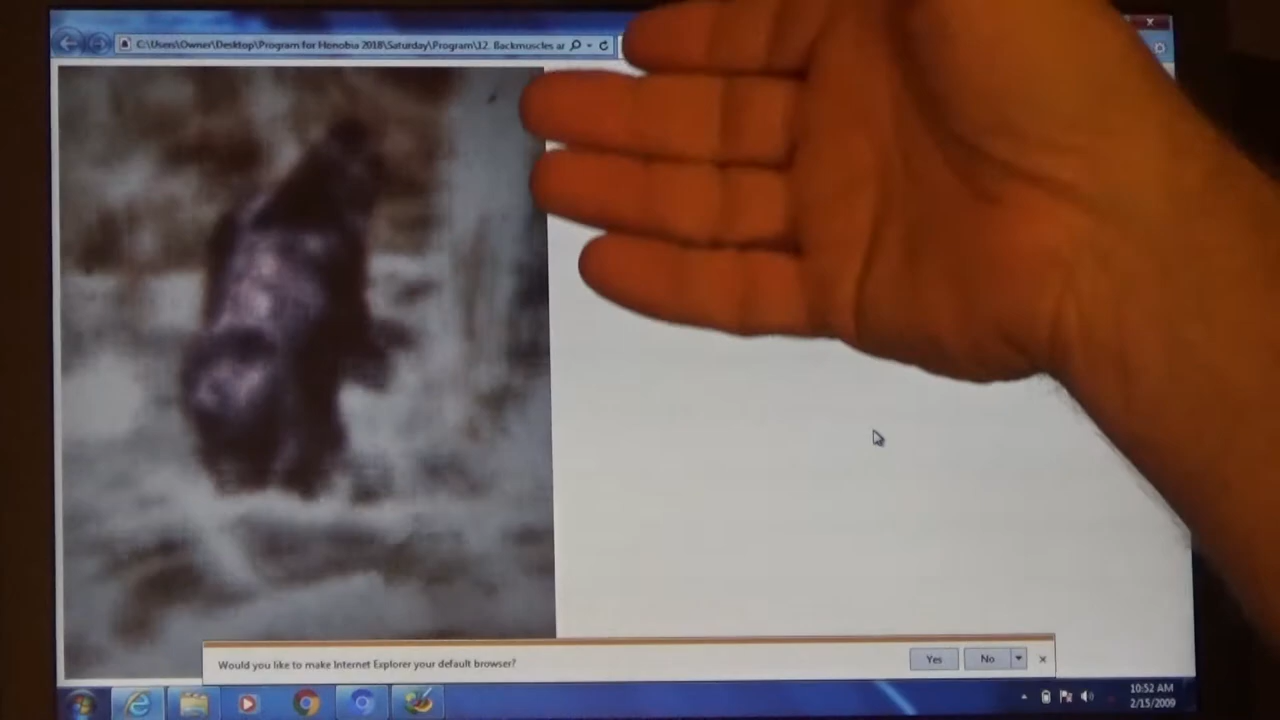 C:\Users\Owner\Desktop\Program for Honobia 2018\Saturday\Program\12. Backmuscles ar
Would you like to make Internet Explorer your default browser?
Yes
No
10:52 AM
2/15/2009